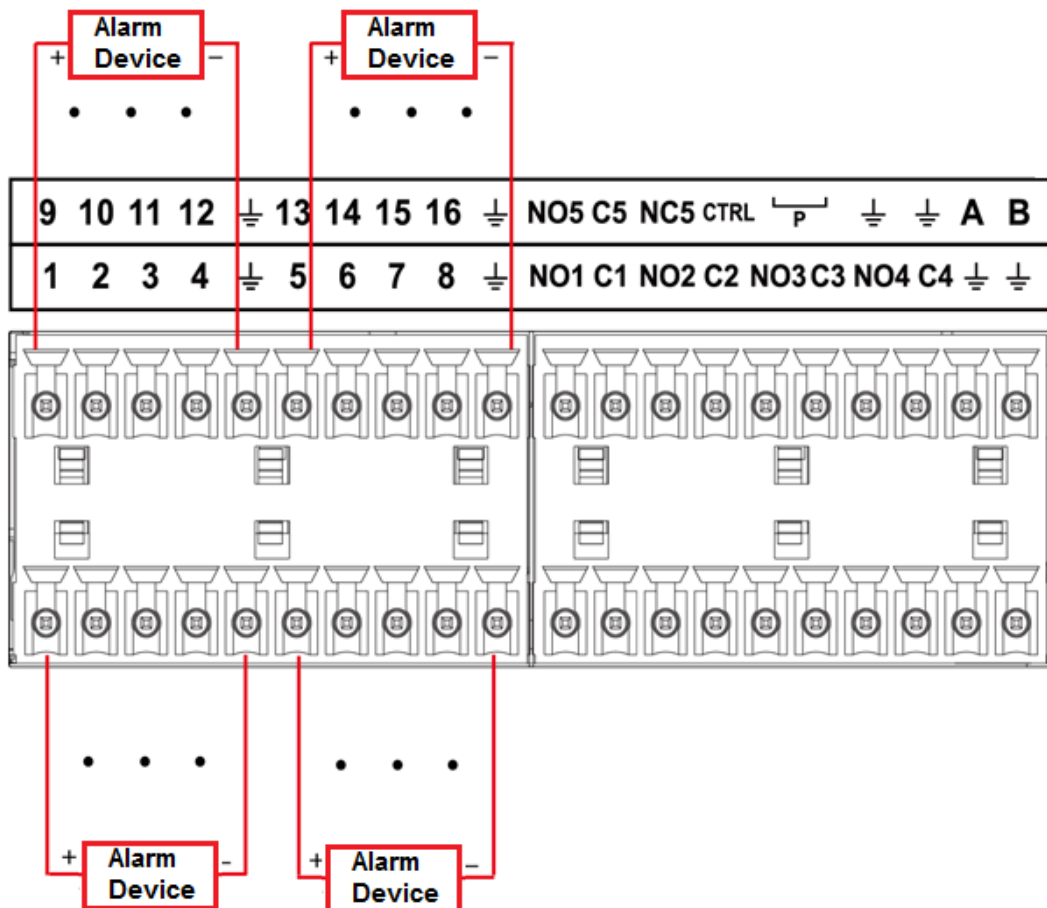 Alarm
Device
+ −
Alarm
Device
+ −
9 10 11 12 ⏚ 13 14 15 16 ⏚ NO5 C5 NC5 CTRL P ⏚ ⏚ A B
1 2 3 4 ⏚ 5 6 7 8 ⏚ NO1 C1 NO2 C2 NO3 C3 NO4 C4 ⏚ ⏚
+ -
Alarm
Device
+ −
Alarm
Device